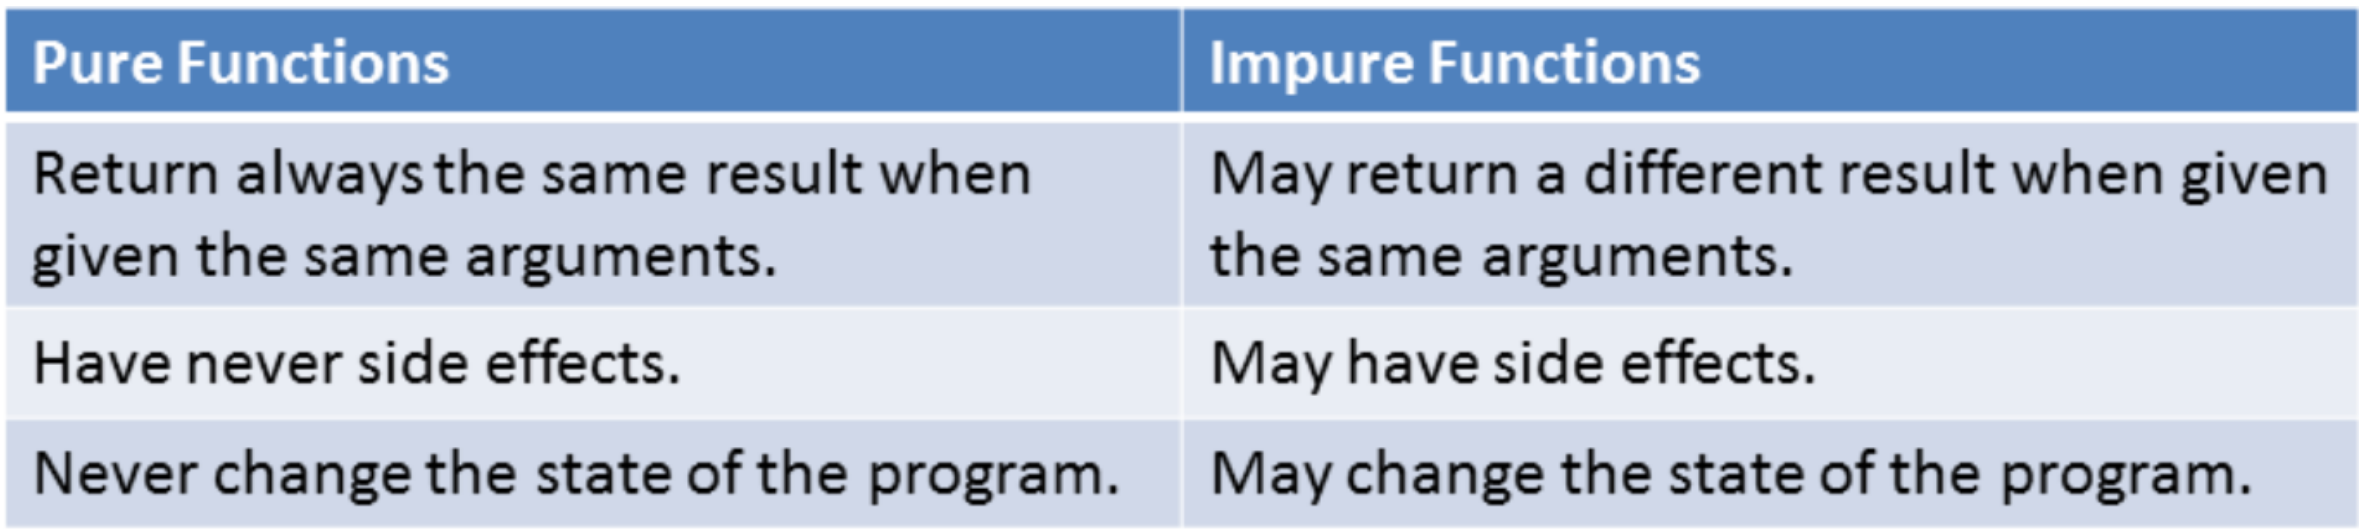 Pure Functions
Impure Functions
Return always the same result when
given the same arguments.
May return a different result when given
the same arguments.
Have never side effects.
May have side effects.
Never change the state of the program.
May change the state of the program.